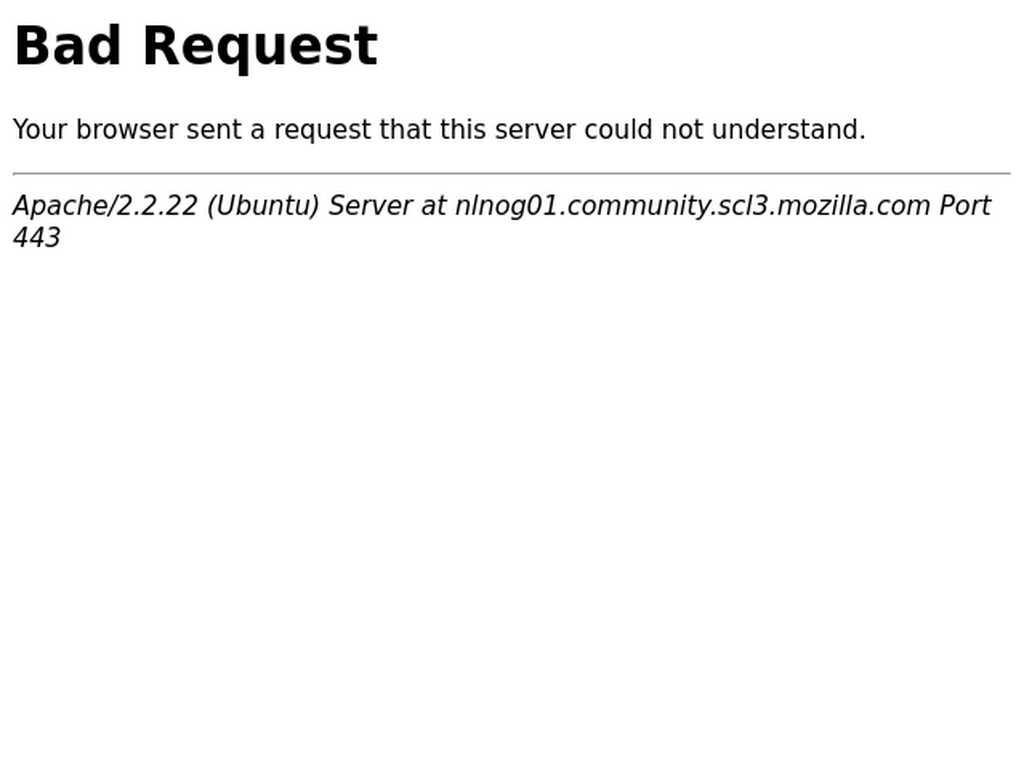 Bad Request
Your browser sent a request that this server could not understand.
Apache/2.2.22 (Ubuntu) Server at nlnog01.community.scl3.mozilla.com Port
443